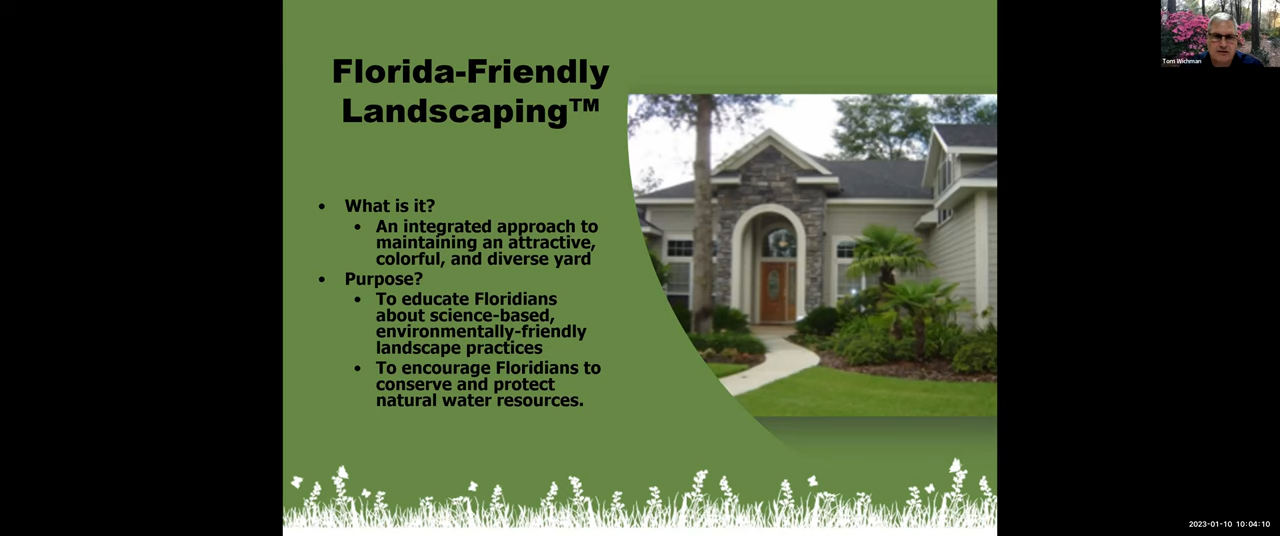 Florida-Friendly
Landscaping™
• What is it?
• An integrated approach to
maintaining an attractive,
colorful, and diverse yard
• Purpose?
• To educate Floridians
about science-based,
environmentally-friendly
landscape practices
• To encourage Floridians to
conserve and protect
natural water resources.
Tom Wichman
2023-01-10 10:04:10